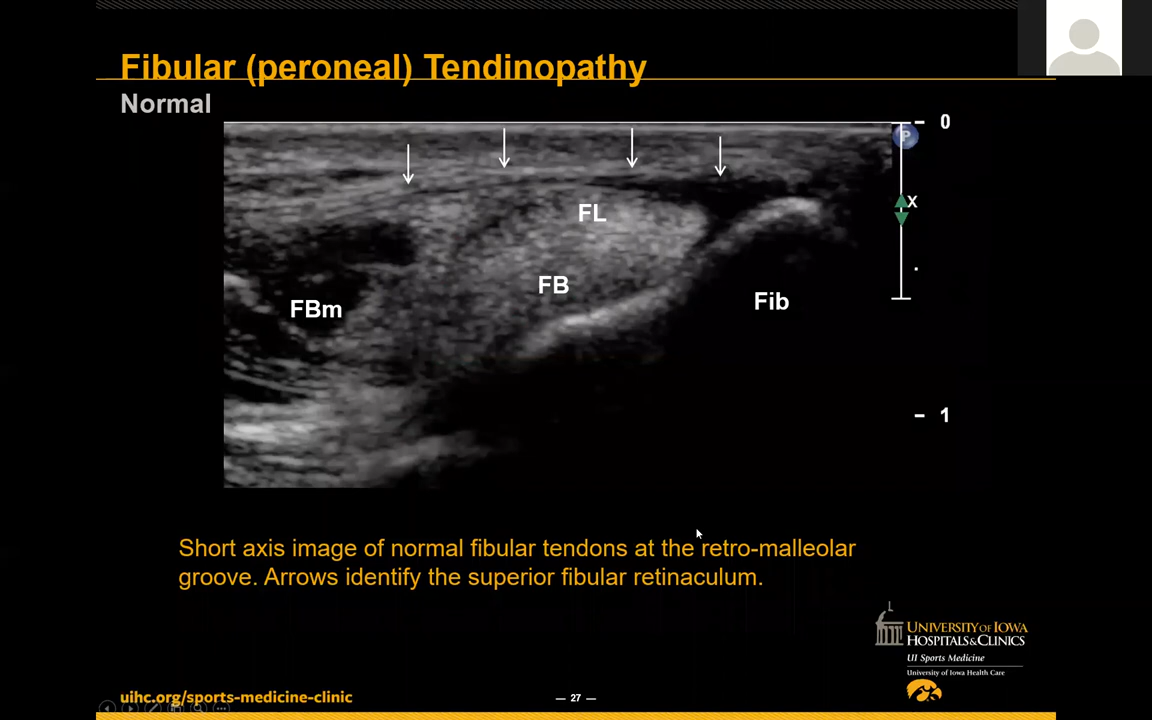 Fibular (peroneal) Tendinopathy
Normal
0
P
X
FL
FB
FBm
Fib
1
Short axis image of normal fibular tendons at the retro-malleolar
groove. Arrows identify the superior fibular retinaculum.
UNIVERSITY OF IOWA
HOSPITALS & CLINICS
UI Sports Medicine
University of Iowa Health Care
uihc.org/sports-medicine-clinic
— 27 —